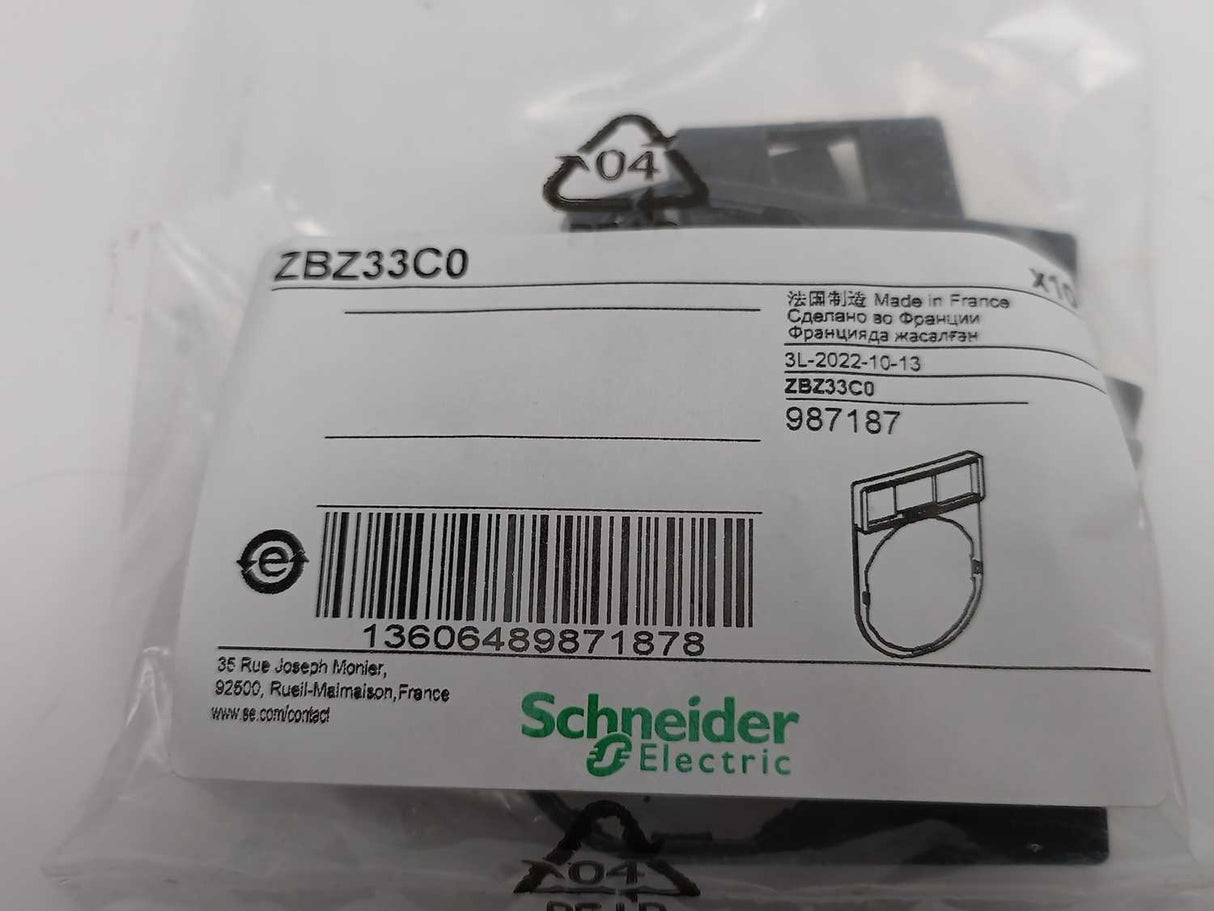 04
ZBZ33C0
X10
法国制造 Made in France
Сделано во Франции
Францияда жасалған
3L-2022-10-13
ZBZ33C0
987187
e
13606489871878
35 Rue Joseph Monier,
92500, Rueil-Malmaison,France
www.se.com/contact
Schneider
Electric
04